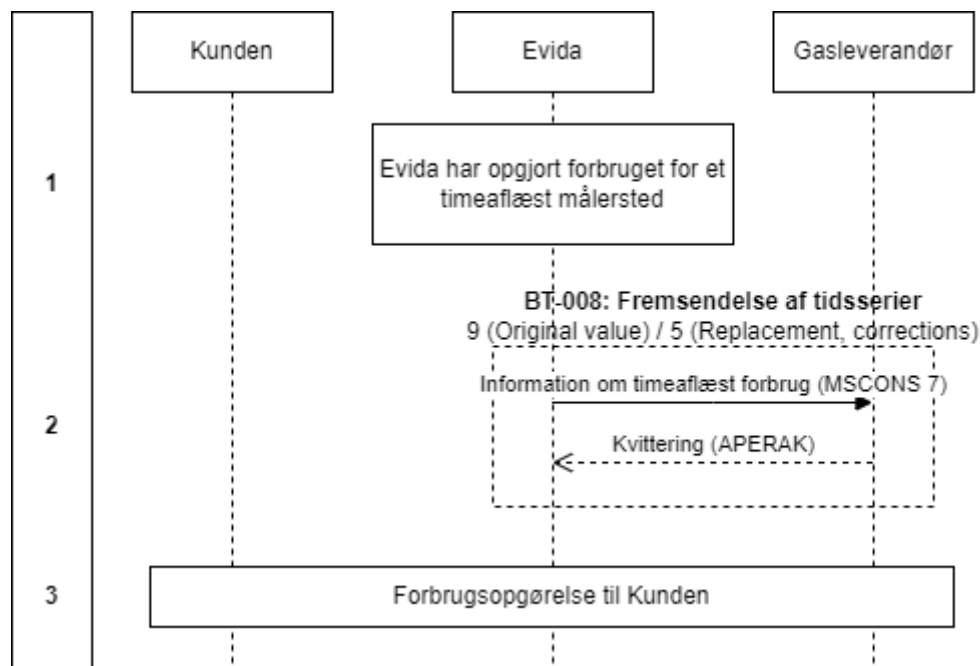 Kunden
Evida
Gasleverandør
1
Evida har opgjort forbruget for et
timeaflæst målersted
BT-008: Fremsendelse af tidsserier
9 (Original value) / 5 (Replacement, corrections)
2
Information om timeaflæst forbrug (MSCONS 7)
Kvittering (APERAK)
3
Forbrugsopgørelse til Kunden